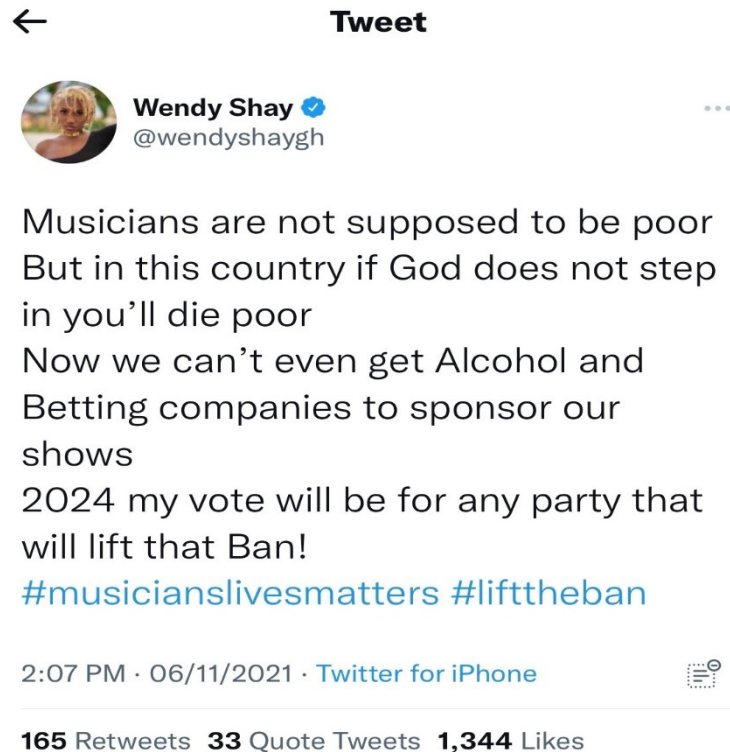 Tweet
Wendy Shay
@wendyshaygh
Musicians are not supposed to be poor
But in this country if God does not step
in you’ll die poor
Now we can’t even get Alcohol and
Betting companies to sponsor our
shows
2024 my vote will be for any party that
will lift that Ban!
#musicianslivesmatters #lifttheban
2:07 PM · 06/11/2021 · Twitter for iPhone
165 Retweets 33 Quote Tweets 1,344 Likes